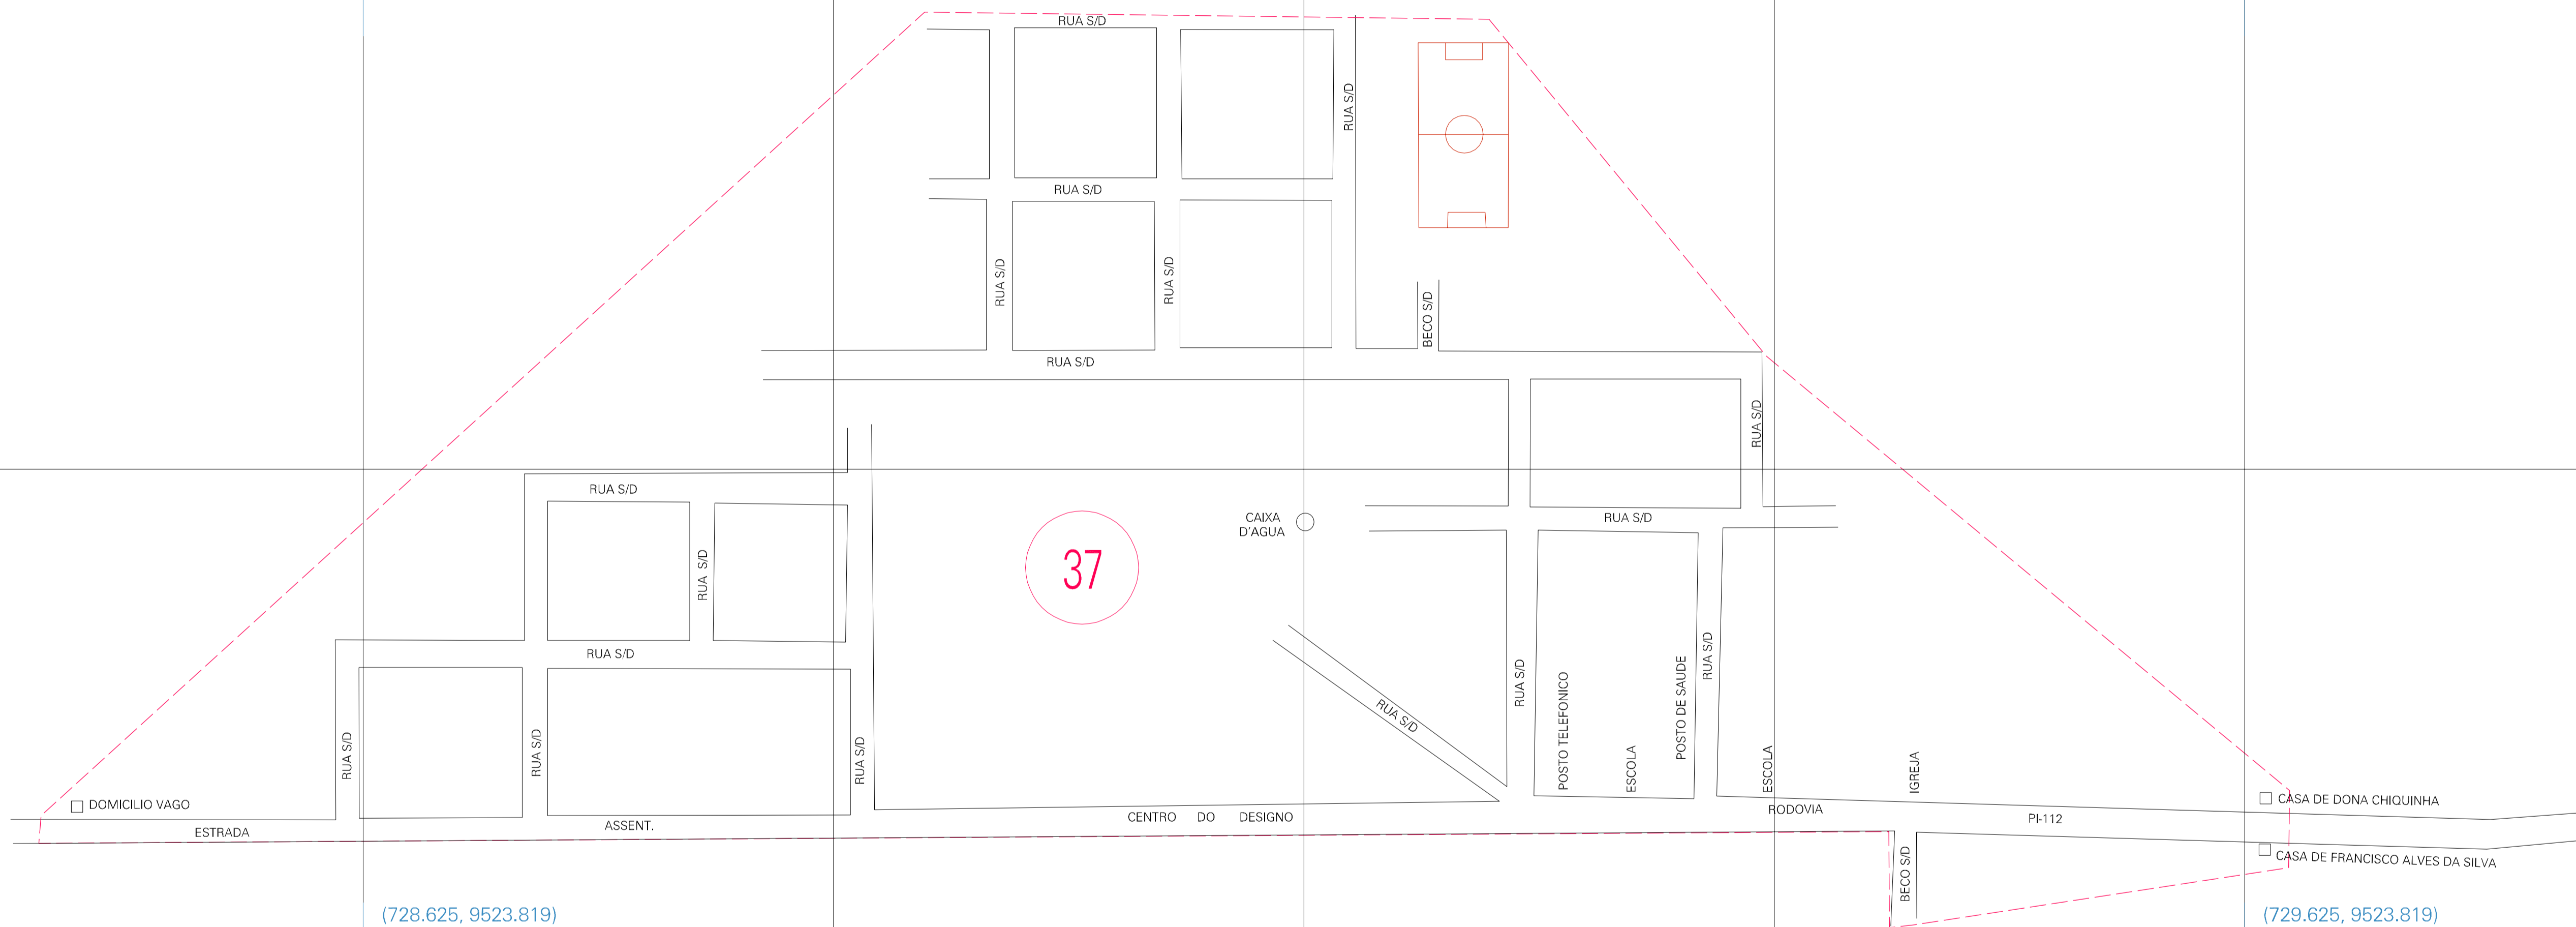 RUA S/D
RUA S/D
RUA S/D
RUA S/D
RUA S/D
BECO S/D
RUA S/D
RUA S/D
RUA S/D
CAIXA
D'AGUA
RUA S/D
RUA S/D
37
RUA S/D
RUA S/D
RUA S/D
RUA S/D
POSTO TELEFONICO
ESCOLA
POSTO DE SAUDE
ESCOLA
IGREJA
RUA S/D
RUA S/D
RUA S/D
DOMICILIO VAGO
CASA DE DONA CHIQUINHA
ESTRADA
ASSENT.
CENTRO DO DESIGNO
RODOVIA
PI-112
BECO S/D
CASA DE FRANCISCO ALVES DA SILVA
(728.625, 9523.819)
(729.625, 9523.819)